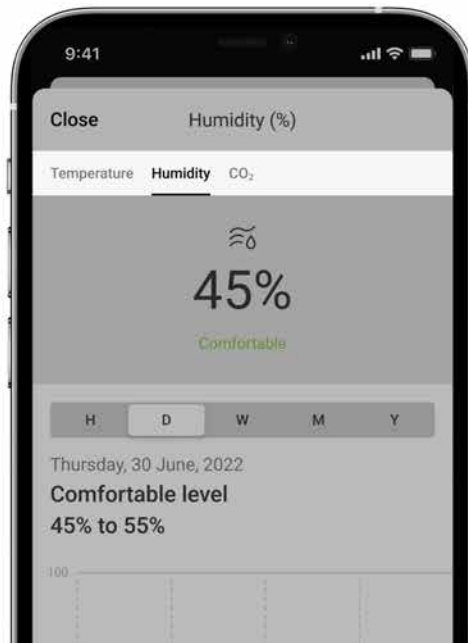 9:41
Close Humidity (%)
Temperature Humidity CO₂
45%
Comfortable
H D W M Y
Thursday, 30 June, 2022
Comfortable level
45% to 55%
100